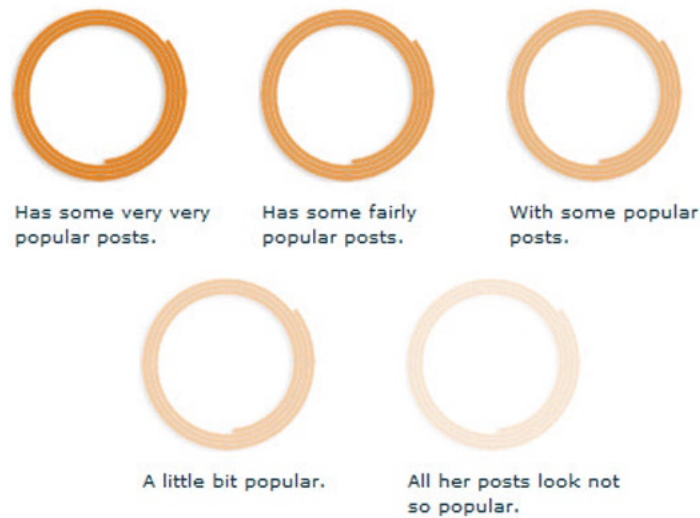 Has some very very
popular posts.
Has some fairly
popular posts.
With some popular
posts.
A little bit popular.
All her posts look not
so popular.